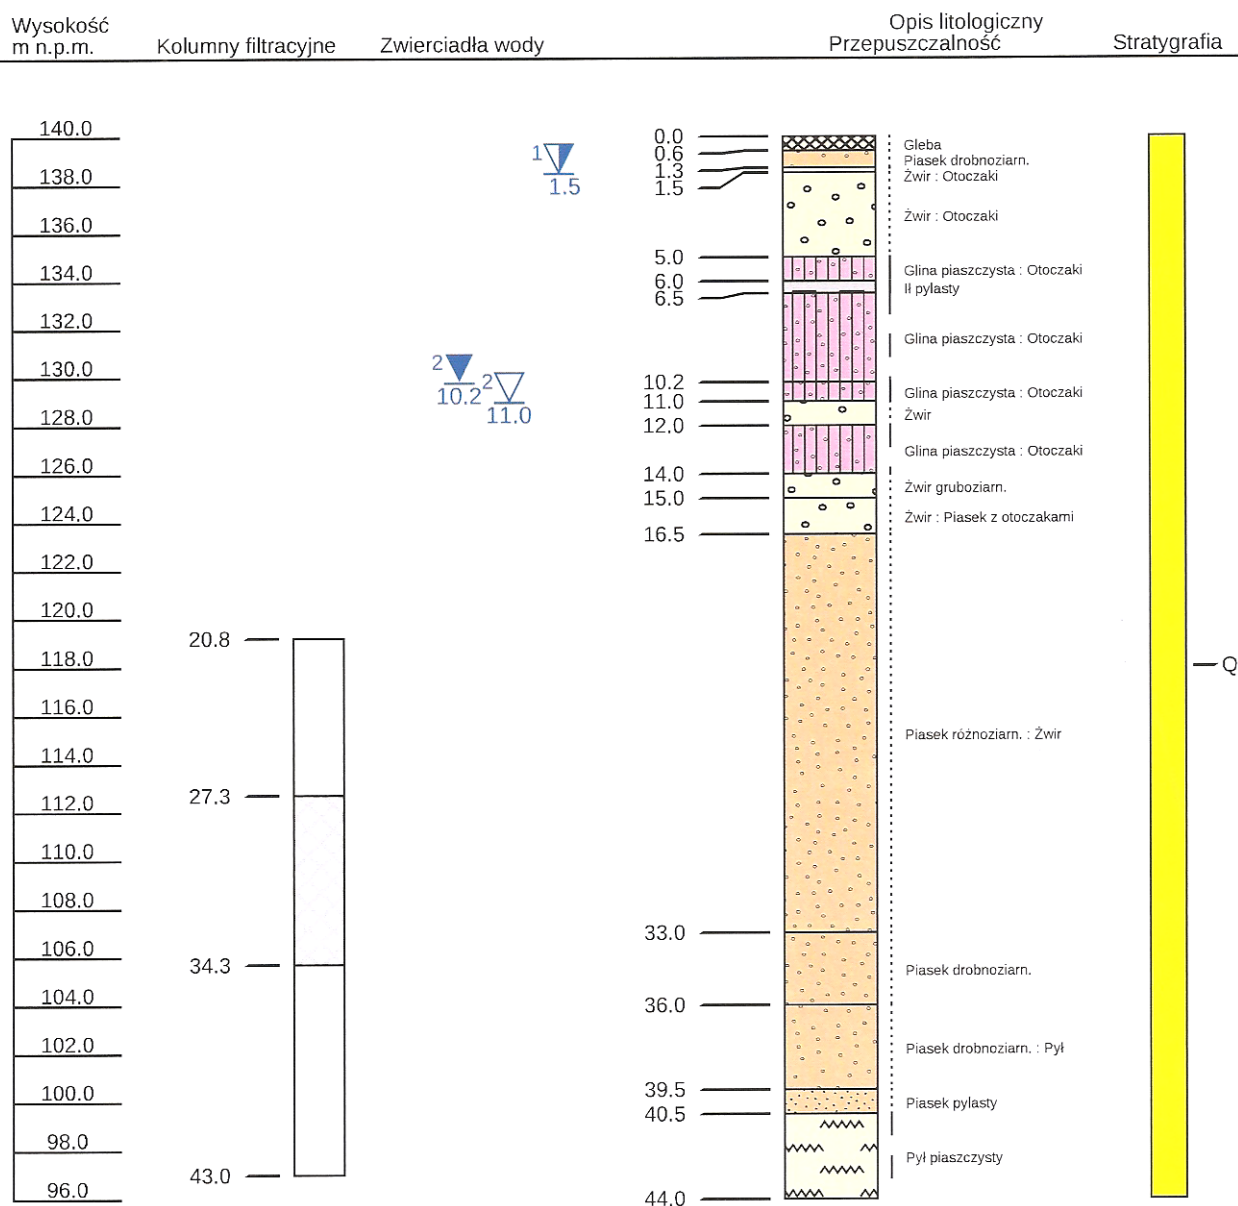 Wysokość
m n.p.m.
Kolumny filtracyjne
Zwierciadła wody
Opis litologiczny
Przepuszczalność
Stratygrafia
140.0
138.0
136.0
134.0
132.0
130.0
128.0
126.0
124.0
122.0
120.0
118.0
116.0
114.0
112.0
110.0
108.0
106.0
104.0
102.0
100.0
98.0
96.0
20.8
27.3
34.3
43.0
1
1.5
2
10.2
2
11.0
0.0
0.6
1.3
1.5
5.0
6.0
6.5
10.2
11.0
12.0
14.0
15.0
16.5
33.0
36.0
39.5
40.5
44.0
Gleba
Piasek drobnoziarn.
Żwir : Otoczaki
Żwir : Otoczaki
Glina piaszczysta : Otoczaki
Ił pylasty
Glina piaszczysta : Otoczaki
Glina piaszczysta : Otoczaki
Żwir
Glina piaszczysta : Otoczaki
Żwir gruboziarn.
Żwir : Piasek z otoczakami
Piasek różnoziarn. : Żwir
Piasek drobnoziarn.
Piasek drobnoziarn. : Pył
Piasek pylasty
Pył piaszczysty
Q